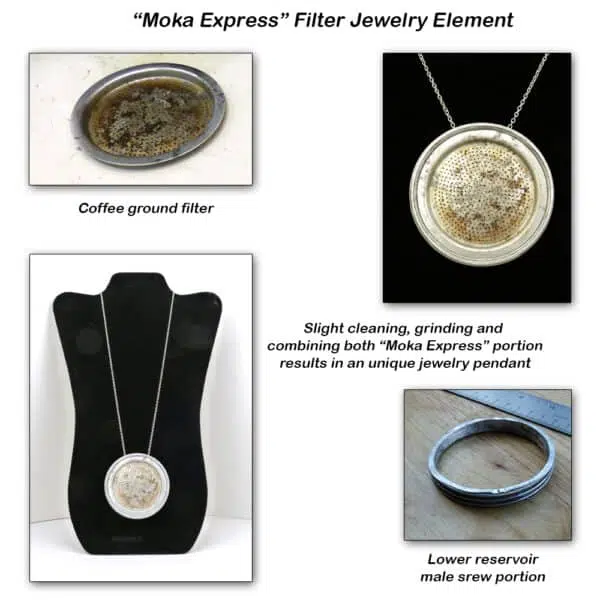 “Moka Express” Filter Jewelry Element
Coffee ground filter
Slight cleaning, grinding and
combining both “Moka Express” portion
results in an unique jewelry pendant
Lower reservoir
male srew portion